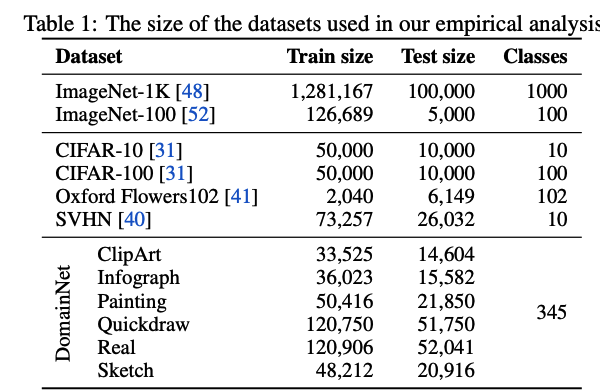 Table 1: The size of the datasets used in our empirical analysis
Dataset Train size Test size Classes
ImageNet-1K [48] 1,281,167 100,000 1000
ImageNet-100 [52] 126,689 5,000 100
CIFAR-10 [31] 50,000 10,000 10
CIFAR-100 [31] 50,000 10,000 100
Oxford Flowers102 [41] 2,040 6,149 102
SVHN [40] 73,257 26,032 10
DomainNet
ClipArt 33,525 14,604
Infograph 36,023 15,582
Painting 50,416 21,850
345
Quickdraw 120,750 51,750
Real 120,906 52,041
Sketch 48,212 20,916